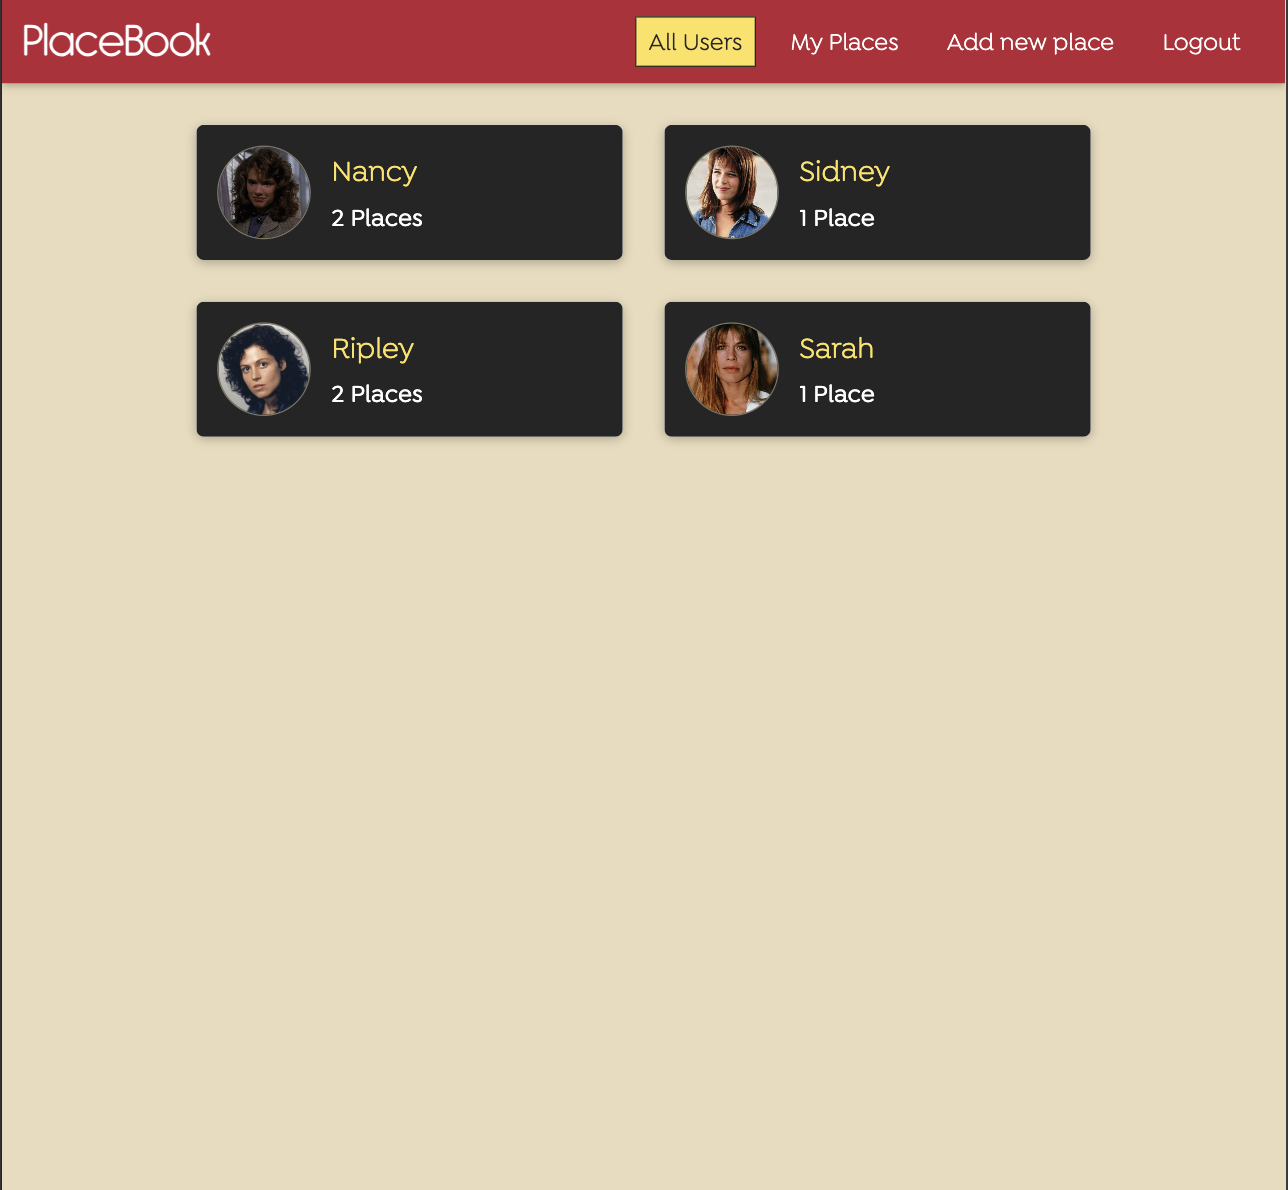 PlaceBook
All Users
My Places
Add new place
Logout
Nancy
2 Places
Sidney
1 Place
Ripley
2 Places
Sarah
1 Place